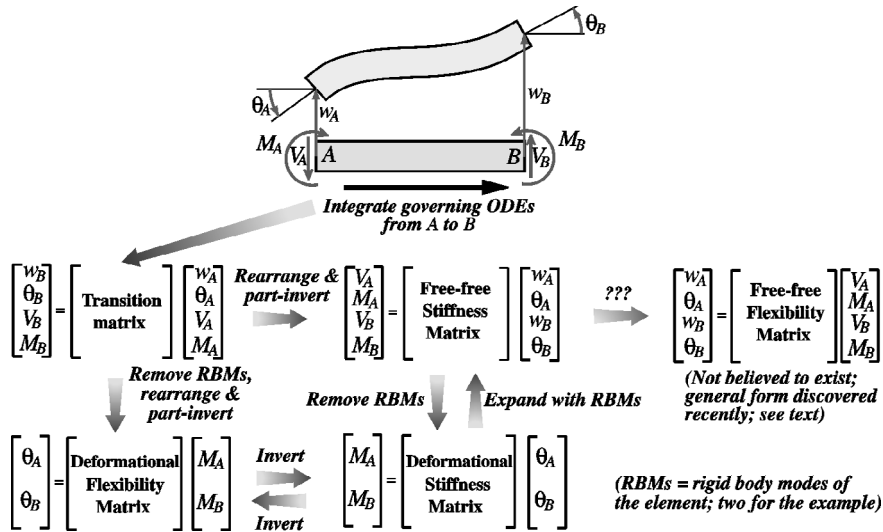 θB
θA
wA
wB
MA
VA
A
B
VB
MB
Integrate governing ODEs
from A to B
wB
θB
VB
MB
=
Transition
matrix
wA
θA
VA
MA
Rearrange &
part-invert
VA
MA
VB
MB
=
Free-free
Stiffness
Matrix
wA
θA
wB
θB
???
wA
θA
wB
θB
=
Free-free
Flexibility
Matrix
VA
MA
VB
MB
(Not believed to exist;
general form discovered
recently; see text)
Remove RBMs,
rearrange &
part-invert
Remove RBMs
Expand with RBMs
θA
θB
=
Deformational
Flexibility
Matrix
MA
MB
Invert
Invert
MA
MB
=
Deformational
Stiffness
Matrix
θA
θB
(RBMs = rigid body modes of
the element; two for the example)